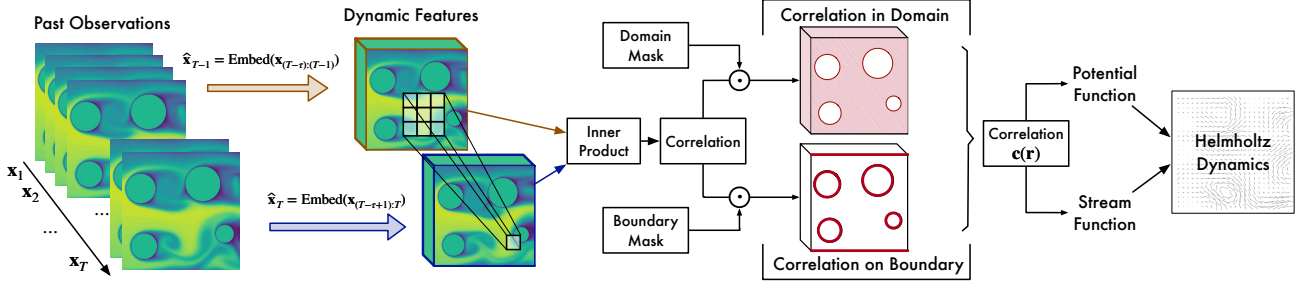 Past Observations
x̂_{T−1} = Embed(x_{(T−τ):(T−1)})
x_1
x_2
...
...
x_T
x̂_T = Embed(x_{(T−τ+1):T})
Dynamic Features
Inner
Product
Correlation
Domain
Mask
Boundary
Mask
Correlation in Domain
Correlation on Boundary
Correlation
c(r)
Potential
Function
Stream
Function
Helmholtz
Dynamics